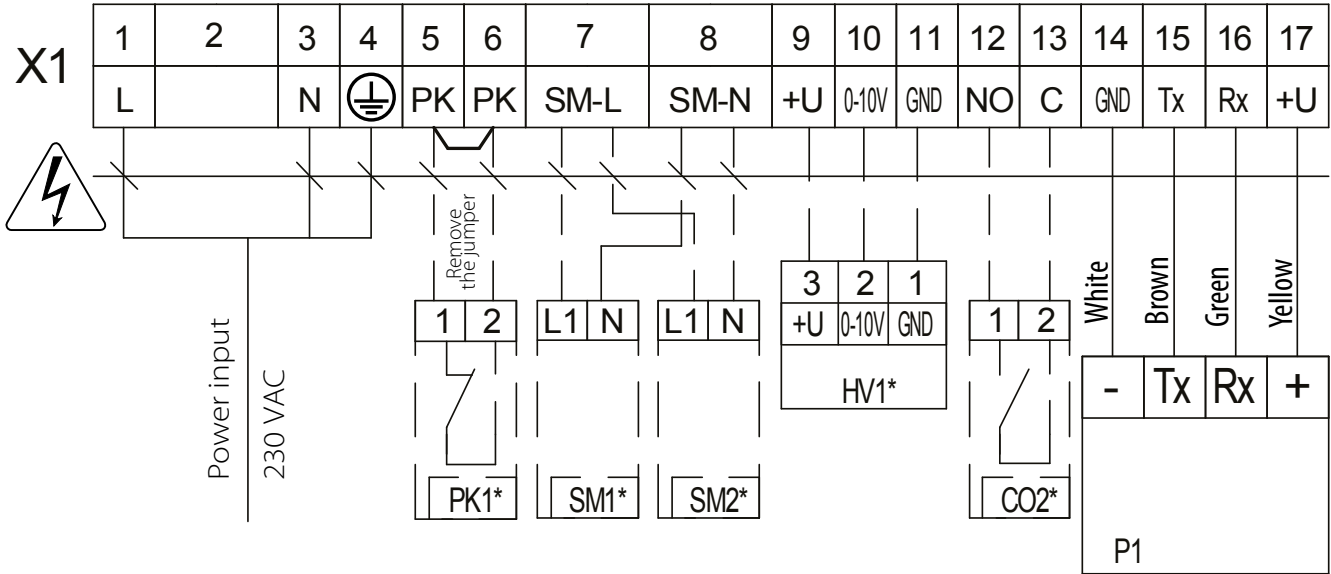 X1
1 2 3 4 5 6 7 8 9 10 11 12 13 14 15 16 17
L N PK PK SM-L SM-N +U 0-10V GND NO C GND Tx Rx +U
Remove
the jumper
Power input
230 VAC
White
Brown
Green
Yellow
1 2
L1 N
L1 N
3 2 1
+U 0-10V GND
HV1*
1 2
- Tx Rx +
PK1*
SM1*
SM2*
CO2*
P1